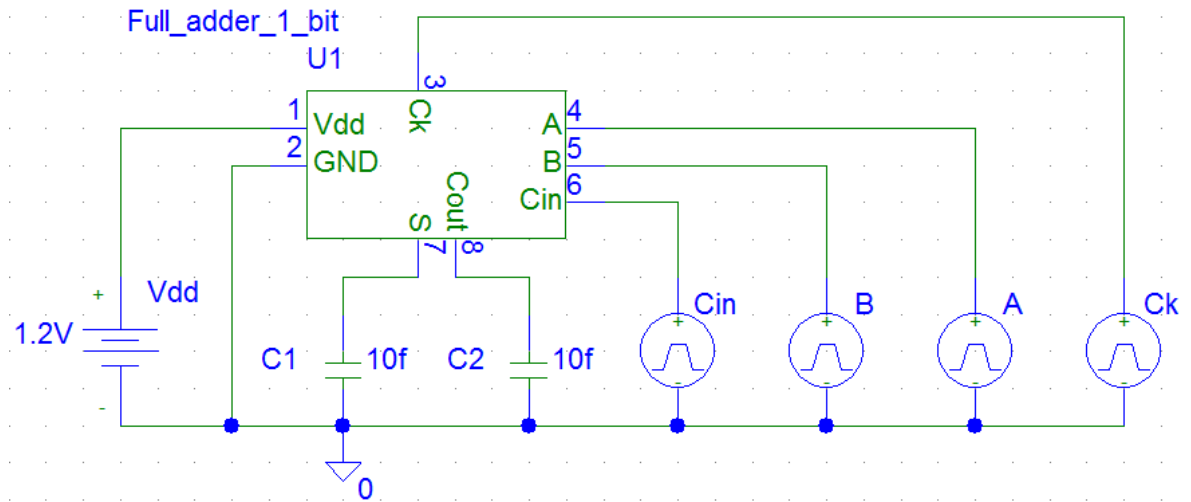 Full_adder_1_bit
U1
3
Ck
1
Vdd
A
4
2
GND
B
5
Cin
6
S
Cout
7
8
+
Vdd
1.2V
-
C1
10f
C2
10f
Cin
+
-
B
+
-
A
+
-
Ck
+
-
0